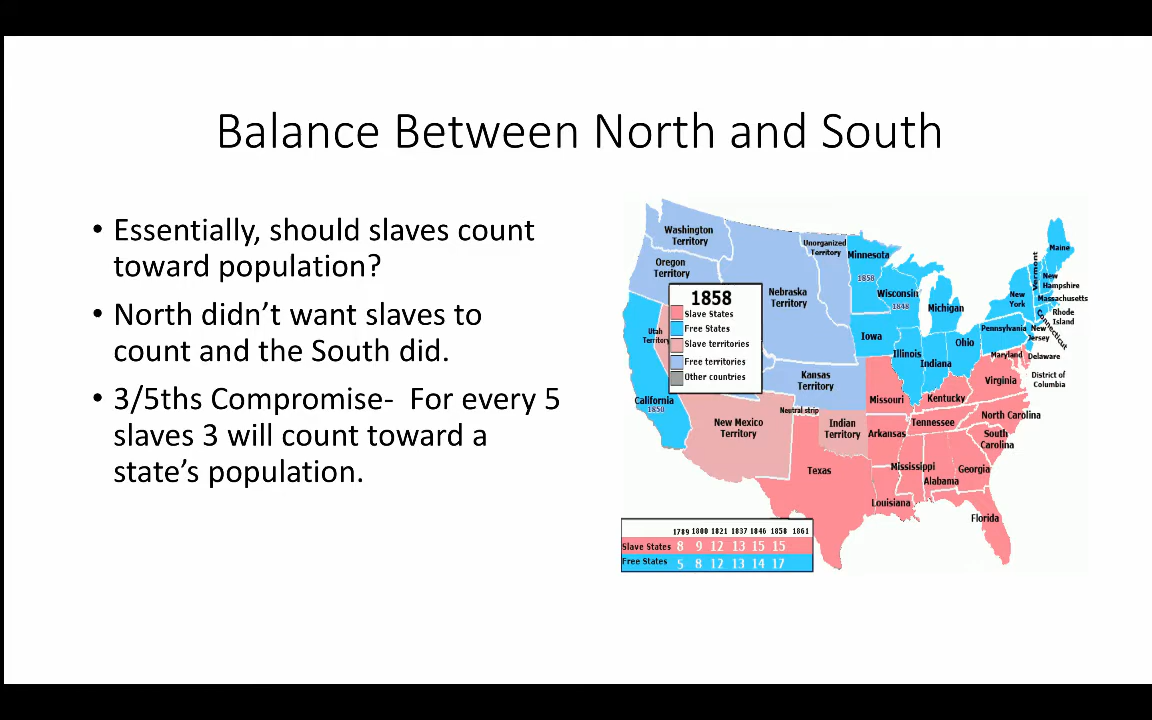 Balance Between North and South
• Essentially, should slaves count
toward population?
• North didn't want slaves to
count and the South did.
• 3/5ths Compromise-  For every 5
slaves 3 will count toward a
state's population.
Washington
Territory
Oregon
Territory
Unorganized
Territory
Minnesota
1858
Nebraska
Territory
Wisconsin
1848
Michigan
Iowa
Illinois
Indiana
Ohio
Pennsylvania
New
York
Vermont
Maine
New
Hampshire
Massachusetts
Rhode
Island
Connecticut
New
Jersey
Maryland
Delaware
District of
Columbia
1858
Slave States
Free States
Slave territories
Free territories
Other countries
Utah
Territory
California
1850
Kansas
Territory
Neutral strip
New Mexico
Territory
Indian
Territory
Missouri
Kentucky
Virginia
Arkansas
Tennessee
North Carolina
South
Carolina
Texas
Louisiana
Mississippi
Alabama
Georgia
Florida
1789 1800 1821 1837 1846 1858 1861
Slave States 8 9 12 13 15 15
Free States 5 8 12 13 14 17